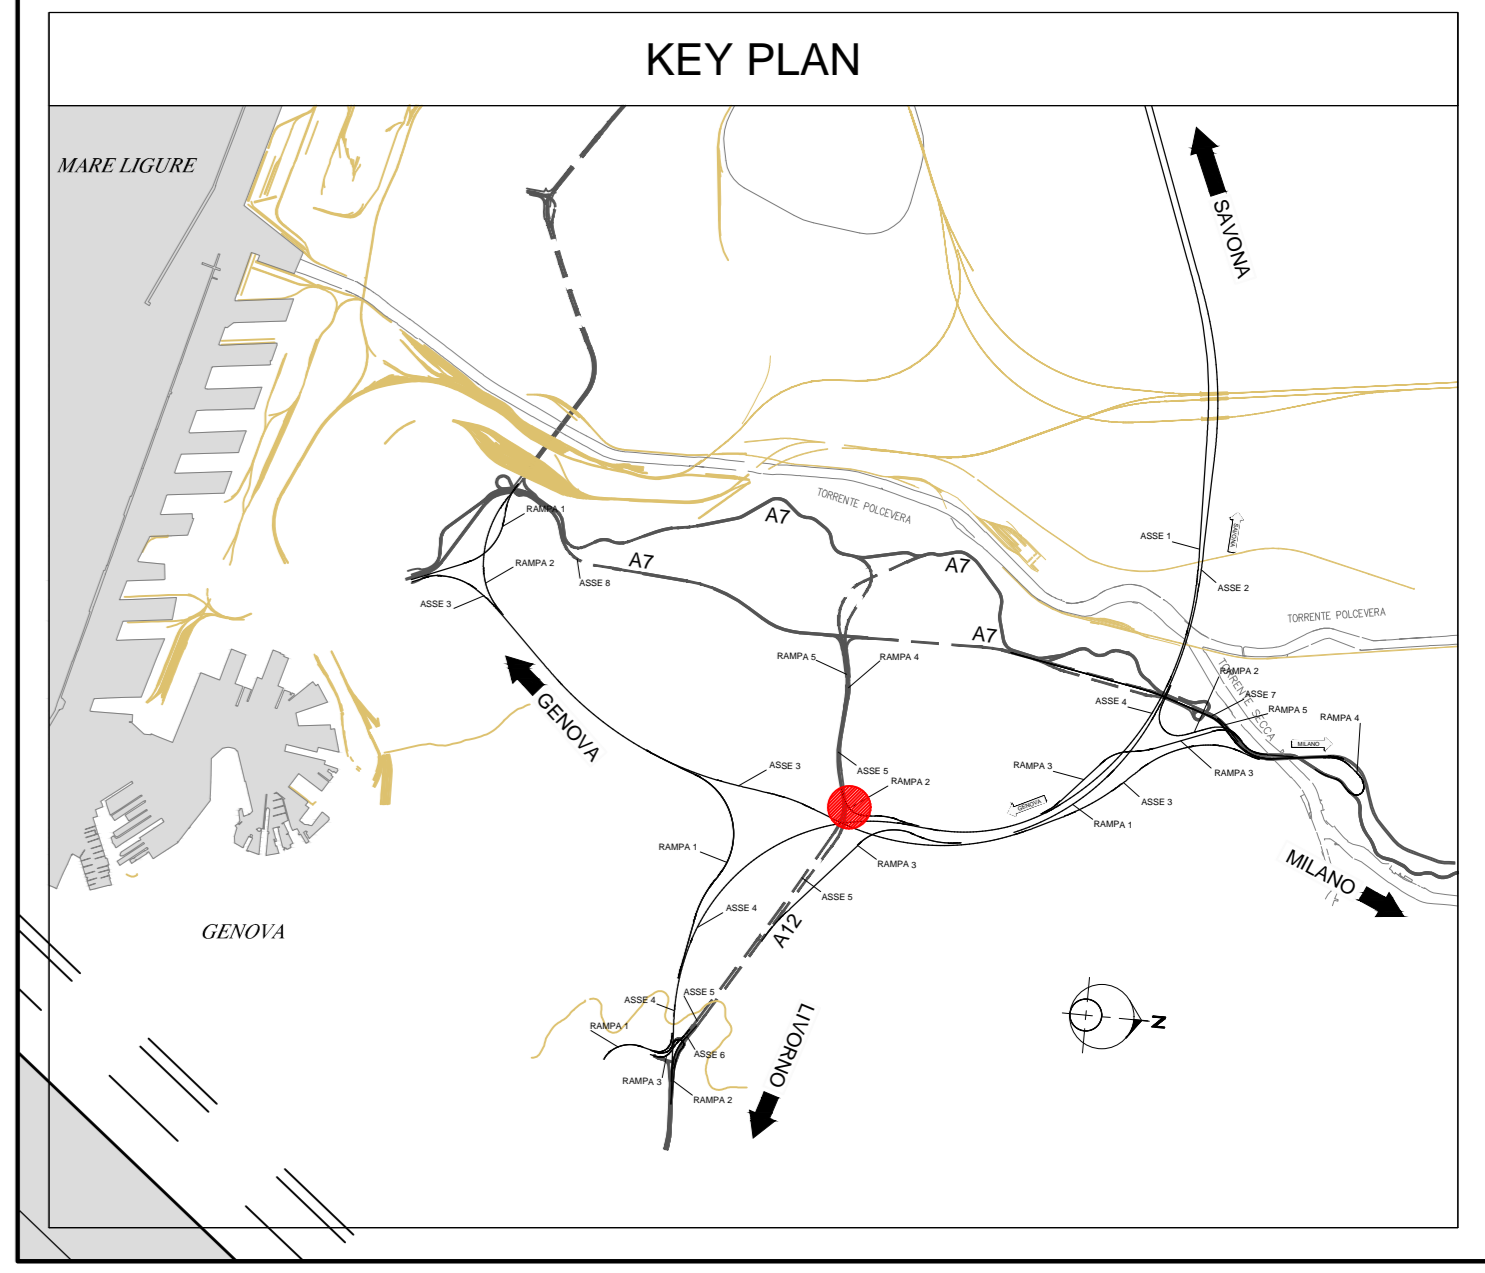 KEY PLAN
MARE LIGURE
SAVONA
TORRENTE POLCEVERA
RAMPA 1
A7
A7
A7
SAVONA
ASSE 1
RAMPA 2
ASSE 8
ASSE 2
ASSE 3
TORRENTE POLCEVERA
A7
RAMPA 5
RAMPA 4
TORRENTE SECCA
RAMPA 2
ASSE 7
ASSE 4
RAMPA 5
RAMPA 4
GENOVA
MILANO
ASSE 3
ASSE 5
RAMPA 3
RAMPA 3
RAMPA 2
GENOVA
ASSE 3
RAMPA 1
RAMPA 1
RAMPA 3
MILANO
ASSE 5
ASSE 4
A12
GENOVA
ASSE 5
ASSE 4
LIVORNO
N
RAMPA 1
ASSE 6
RAMPA 3
RAMPA 2